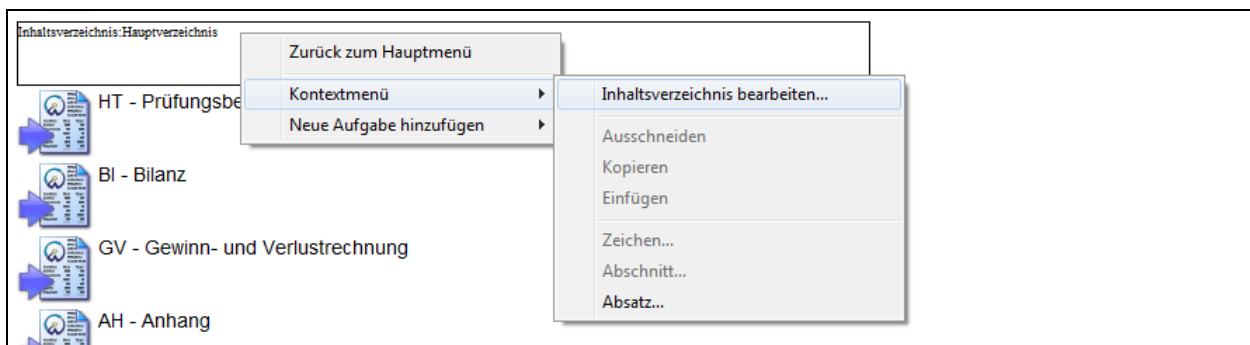 Inhaltsverzeichnis:Hauptverzeichnis
Zurück zum Hauptmenü
Kontextmenü
Neue Aufgabe hinzufügen
Inhaltsverzeichnis bearbeiten...
Ausschneiden
Kopieren
Einfügen
Zeichen...
Abschnitt...
Absatz...
HT - Prüfungsbe
BI - Bilanz
GV - Gewinn- und Verlustrechnung
AH - Anhang